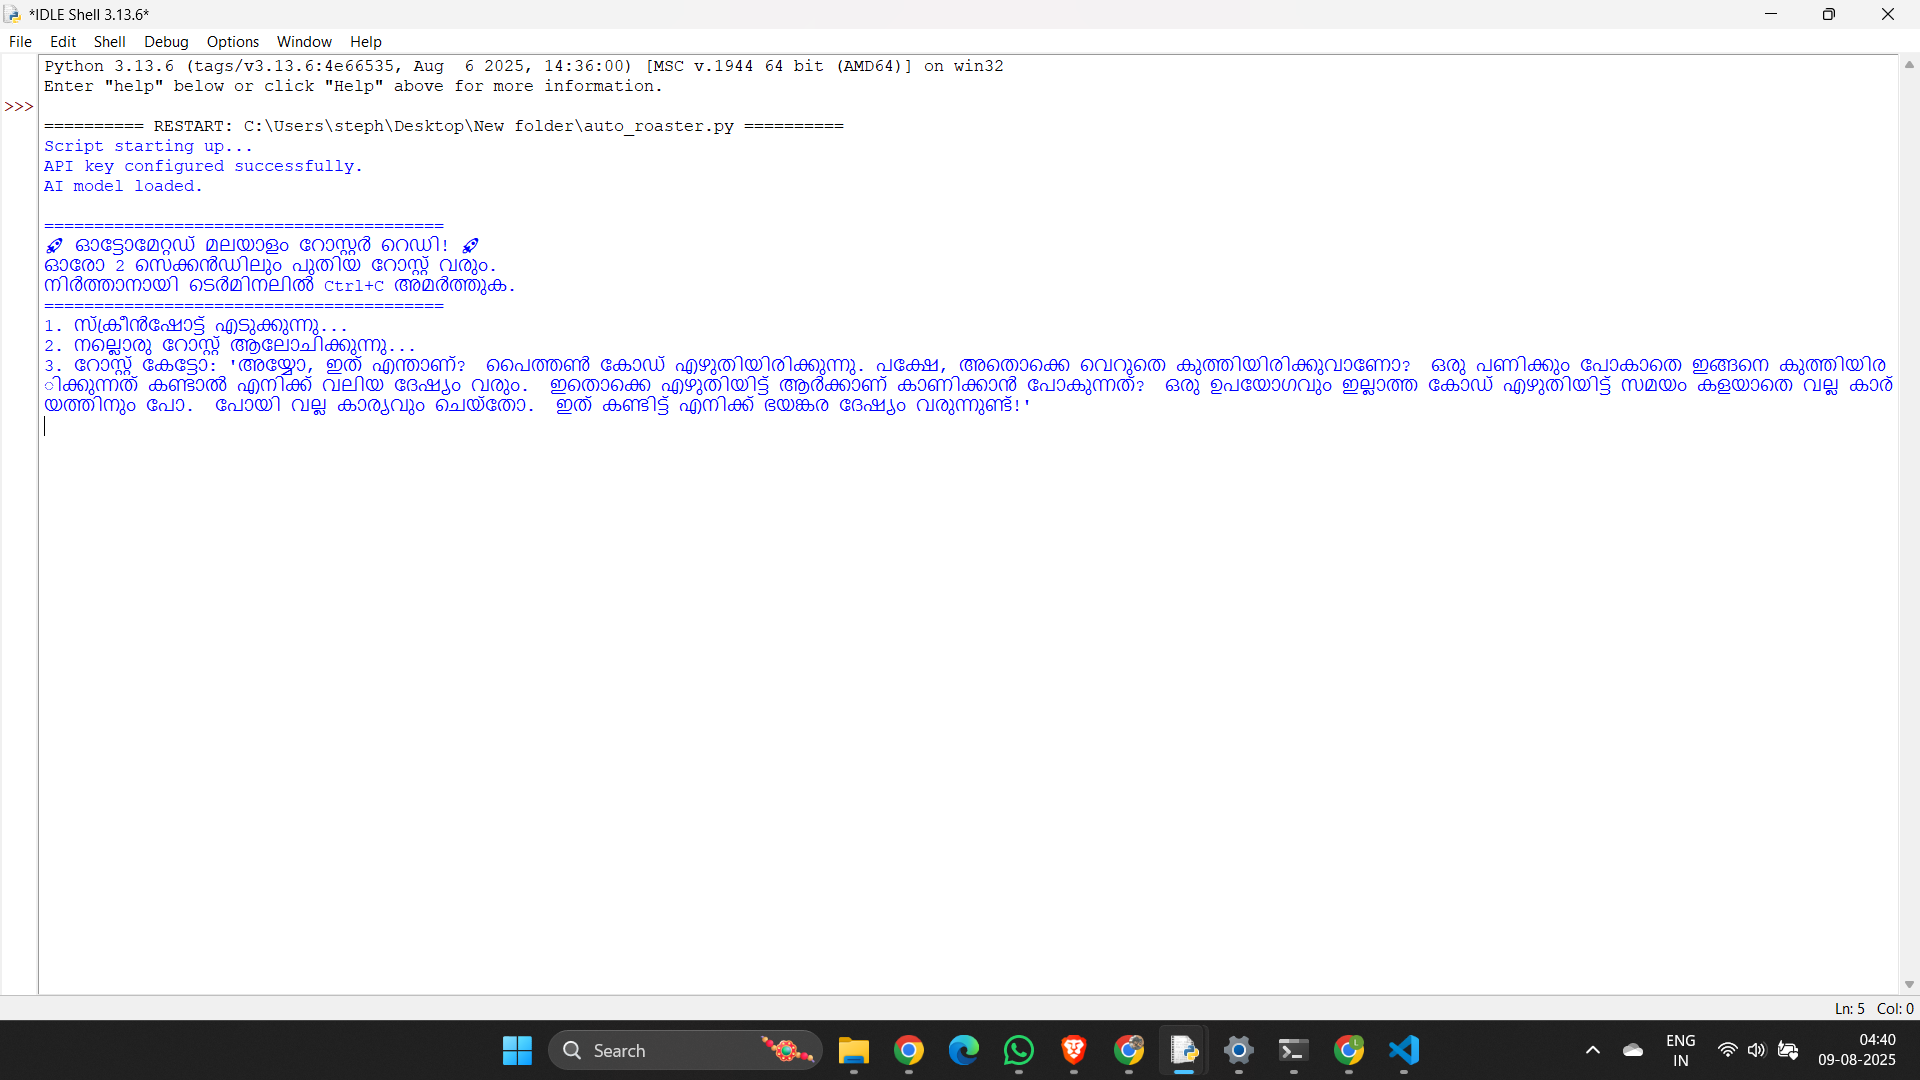 *IDLE Shell 3.13.6*
File Edit Shell Debug Options Window Help
Python 3.13.6 (tags/v3.13.6:4e66535, Aug  6 2025, 14:36:00) [MSC v.1944 64 bit (AMD64)] on win32
Enter "help" below or click "Help" above for more information.
>>>
========== RESTART: C:\Users\steph\Desktop\New folder\auto_roaster.py ==========
Script starting up...
API key configured successfully.
AI model loaded.
========================================
🚀 ഓട്ടോമേറ്റഡ് മലയാളം റോസ്റ്റർ റെഡി! 🚀
ഓരോ 2 സെക്കൻഡിലും പുതിയ റോസ്റ്റ് വരും.
നിർത്താനായി ടെർമിനലിൽ Ctrl+C അമർത്തുക.
========================================
1. സ്ക്രീൻഷോട്ട് എടുക്കുന്നു...
2. നല്ലൊരു റോസ്റ്റ് ആലോചിക്കുന്നു...
3. റോസ്റ്റ് കേട്ടോ: 'അയ്യോ, ഇത് എന്താണ്?  പൈത്തൺ കോഡ് എഴുതിയിരിക്കുന്നു. പക്ഷേ, അതൊക്കെ വെറുതെ കുത്തിയിരിക്കുവാണോ?  ഒരു പണിക്കും പോകാതെ ഇങ്ങനെ കുത്തിയിര
ിക്കുന്നത് കണ്ടാൽ എനിക്ക് വലിയ ദേഷ്യം വരും.  ഇതൊക്കെ എഴുതിയിട്ട് ആർക്കാണ് കാണിക്കാൻ പോകുന്നത്?  ഒരു ഉപയോഗവും ഇല്ലാത്ത കോഡ് എഴുതിയിട്ട് സമയം കളയാതെ വല്ല കാര്
യത്തിനും പോ.  പോയി വല്ല കാര്യവും ചെയ്തോ.  ഇത് കണ്ടിട്ട് എനിക്ക് ഭയങ്കര ദേഷ്യം വരുന്നുണ്ട്!'
Ln: 5 Col: 0
Search
ENG
IN
04:40
09-08-2025